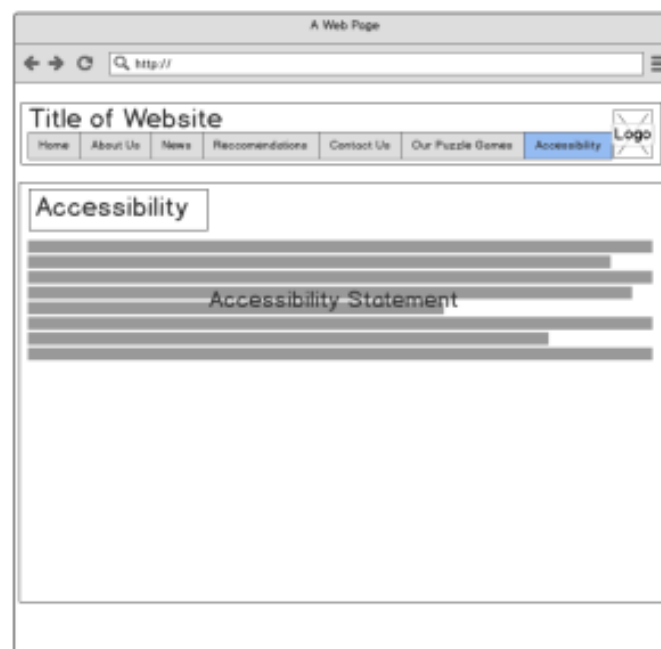 A Web Page
http://
Title of Website
Logo
Home About Us News Reccomendations Contact Us Our Puzzle Games Accessibility
Accessibility
Accessibility Statement